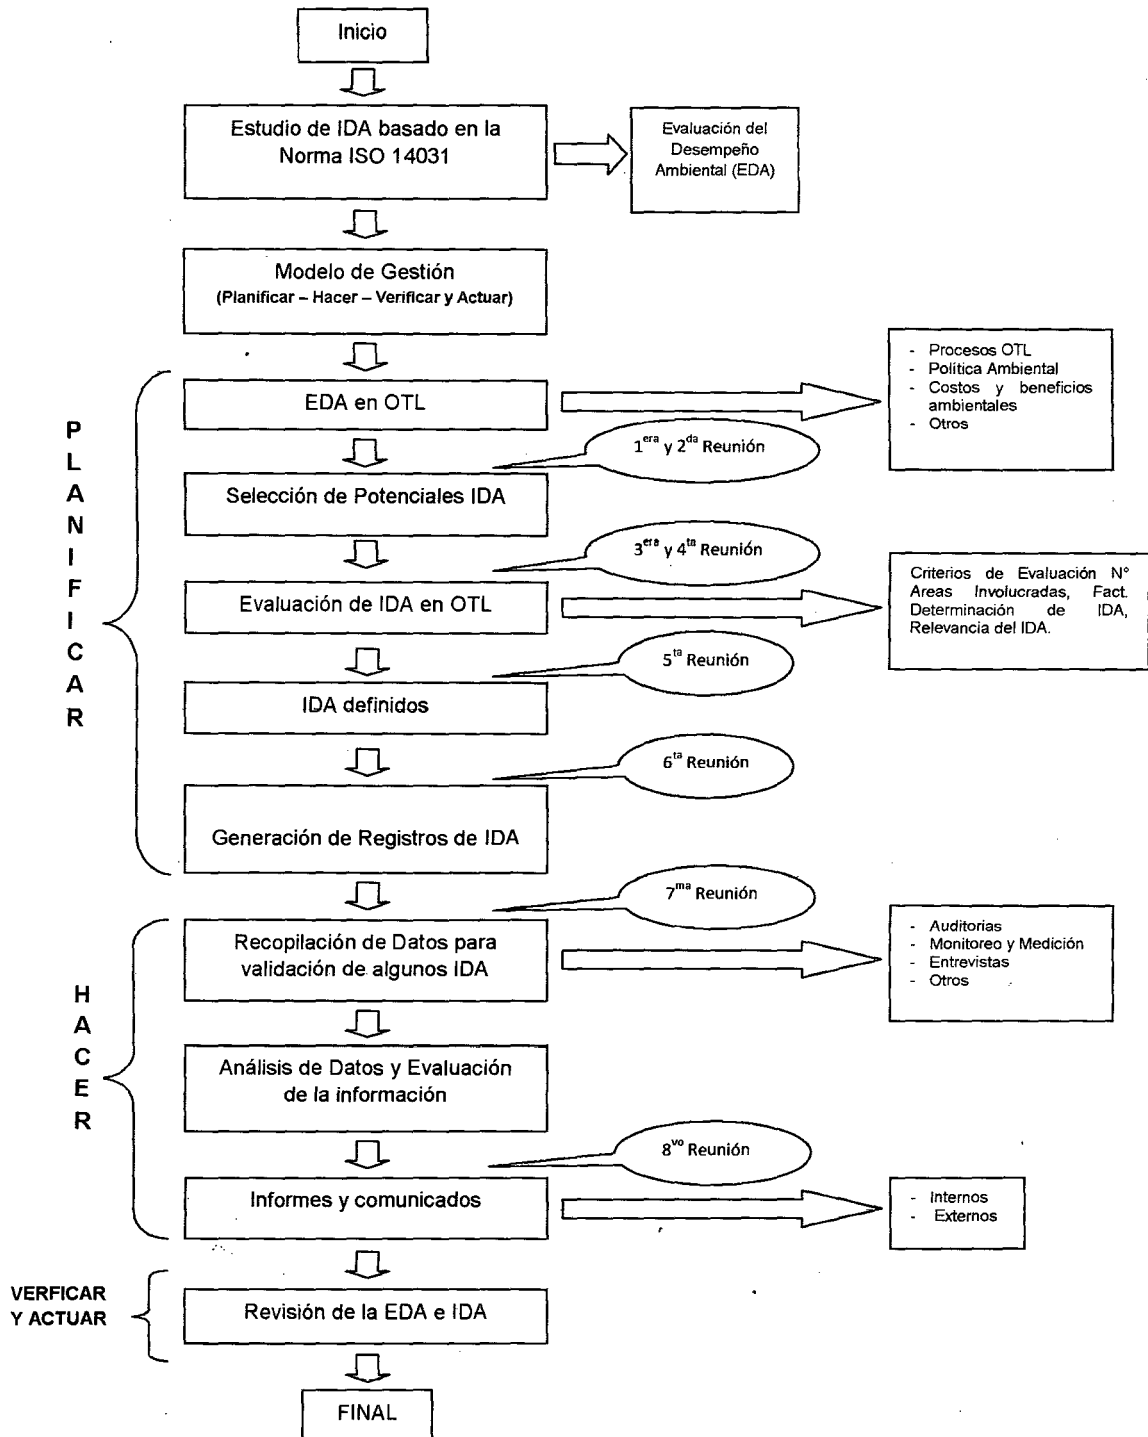 Inicio
Estudio de IDA basado en la
Norma ISO 14031
Evaluación del
Desempeño
Ambiental (EDA)
Modelo de Gestión
(Planificar – Hacer – Verificar y Actuar)
PLANIFICAR
EDA en OTL
- Procesos OTL
- Política Ambiental
- Costos y beneficios
ambientales
- Otros
1era y 2da Reunión
Selección de Potenciales IDA
3era y 4ta Reunión
Evaluación de IDA en OTL
Criterios de Evaluación N°
Areas Involucradas, Fact.
Determinación de IDA,
Relevancia del IDA.
5ta Reunión
IDA definidos
6ta Reunión
Generación de Registros de IDA
7ma Reunión
HACER
Recopilación de Datos para
validación de algunos IDA
- Auditorias
- Monitoreo y Medición
- Entrevistas
- Otros
Análisis de Datos y Evaluación
de la información
8vo Reunión
Informes y comunicados
- Internos
- Externos
VERFICAR
Y ACTUAR
Revisión de la EDA e IDA
FINAL